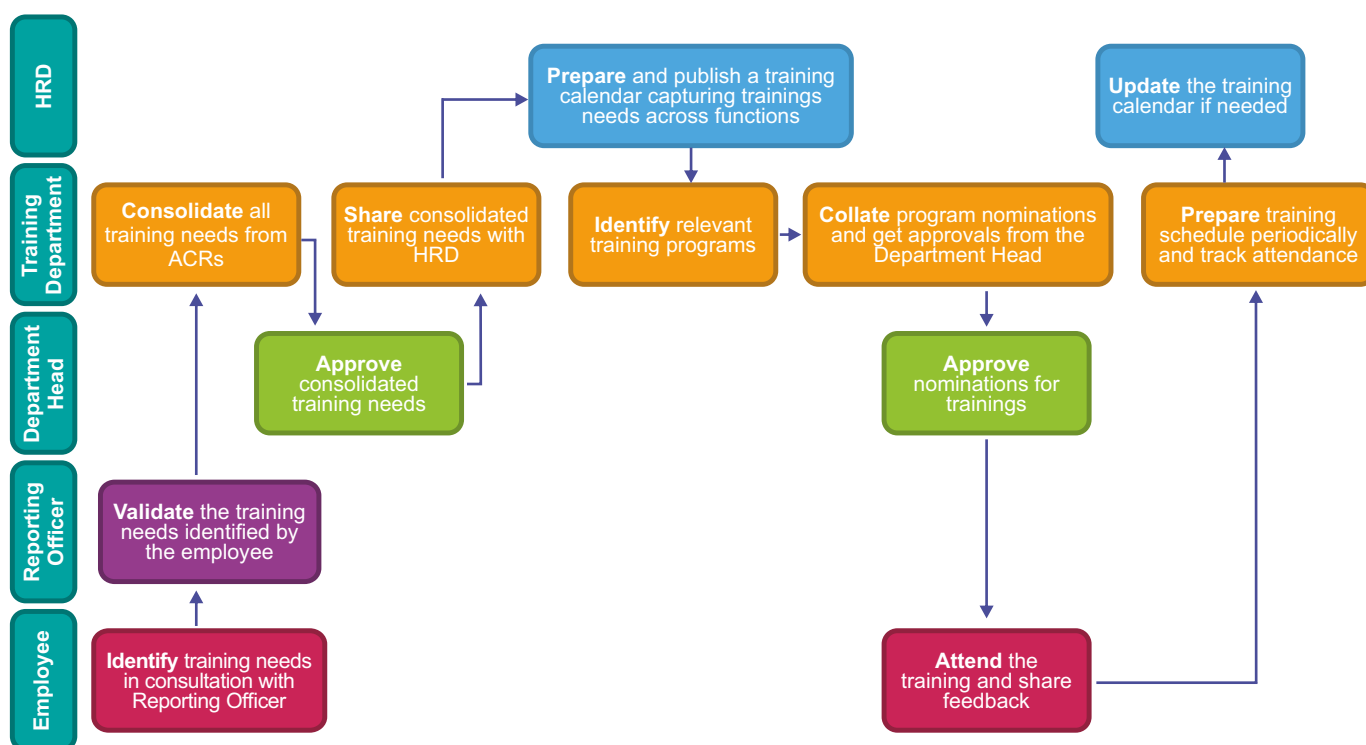 HRD
Prepare and publish a training
calendar capturing trainings
needs across functions
Update the training
calendar if needed
Training
Department
Consolidate all
training needs from
ACRs
Share consolidated
training needs with
HRD
Identify relevant
training programs
Collate program nominations
and get approvals from the
Department Head
Prepare training
schedule periodically
and track attendance
Department
Head
Approve
consolidated
training needs
Approve
nominations for
trainings
Reporting
Officer
Validate the training
needs identified by
the employee
Employee
Identify training needs
in consultation with
Reporting Officer
Attend the
training and share
feedback